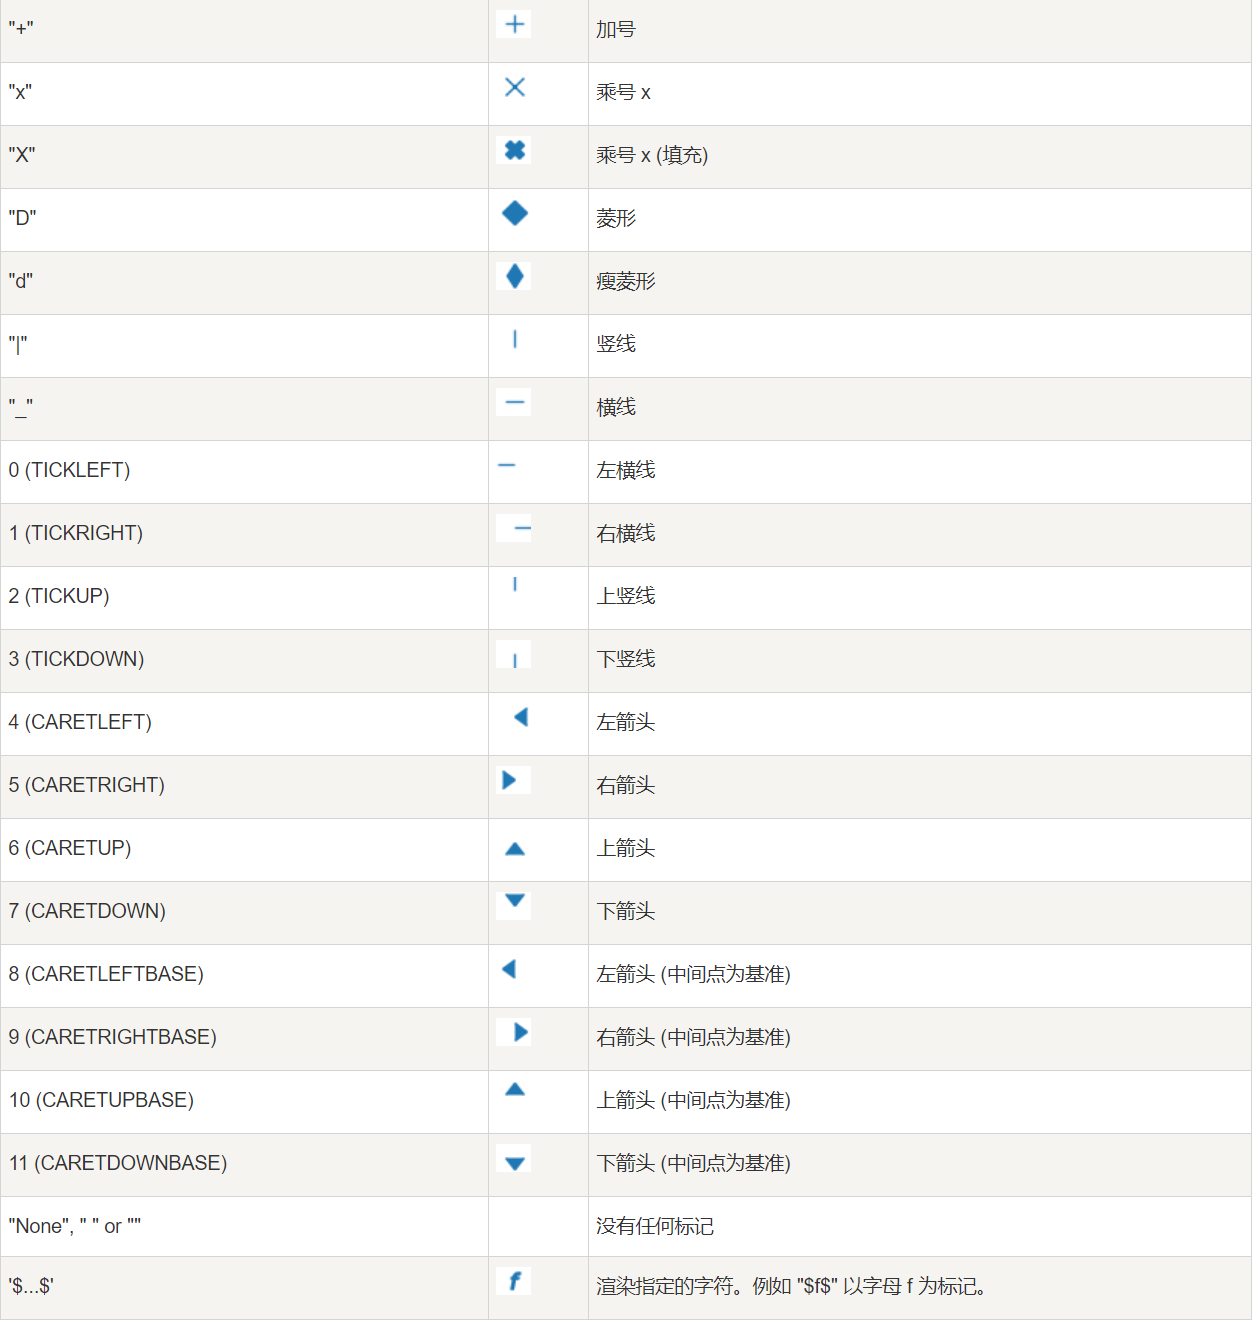 "+" 加号
"x" 乘号 x
"X" 乘号 x (填充)
"D" 菱形
"d" 瘦菱形
"|" 竖线
"_" 横线
0 (TICKLEFT) 左横线
1 (TICKRIGHT) 右横线
2 (TICKUP) 上竖线
3 (TICKDOWN) 下竖线
4 (CARETLEFT) 左箭头
5 (CARETRIGHT) 右箭头
6 (CARETUP) 上箭头
7 (CARETDOWN) 下箭头
8 (CARETLEFTBASE) 左箭头 (中间点为基准)
9 (CARETRIGHTBASE) 右箭头 (中间点为基准)
10 (CARETUPBASE) 上箭头 (中间点为基准)
11 (CARETDOWNBASE) 下箭头 (中间点为基准)
"None", " " or "" 没有任何标记
'$...$' f 渲染指定的字符。例如 "$f$" 以字母 f 为标记。